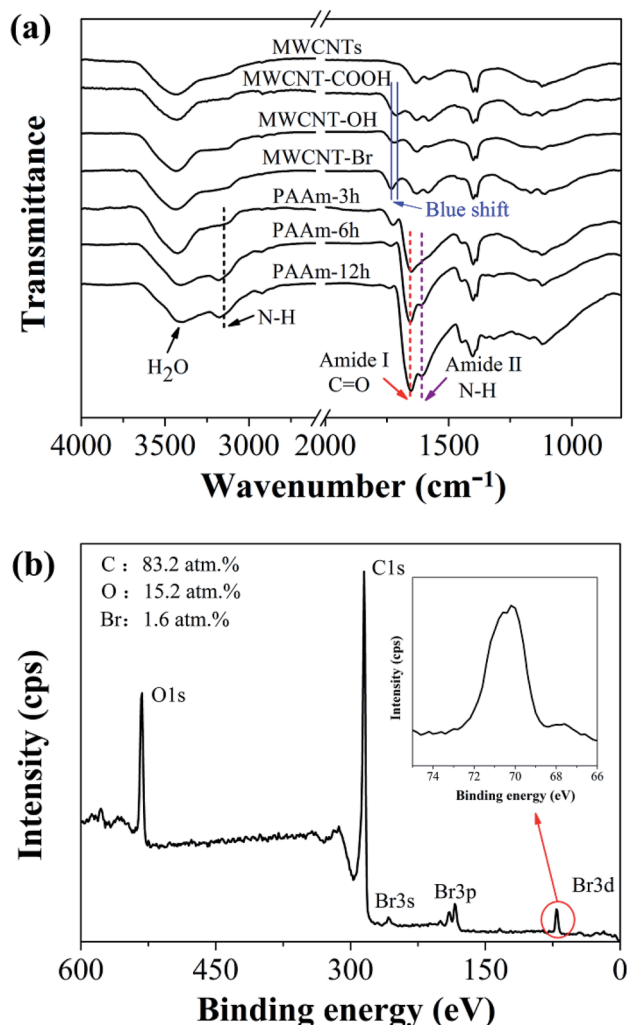 (a)
Transmittance
MWCNTs
MWCNT-COOH
MWCNT-OH
MWCNT-Br
Blue shift
PAAm-3h
PAAm-6h
PAAm-12h
N-H
H2O
Amide I
C=O
Amide II
N-H
4000 3500 3000 2500 2000 1500 1000
Wavenumber (cm⁻¹)
(b)
C : 83.2 atm.%
O : 15.2 atm.%
Br: 1.6 atm.%
Intensity (cps)
O1s
C1s
Br3s
Br3p
Br3d
Intensity (cps)
74 72 70 68 66
Binding energy (eV)
600 450 300 150 0
Binding energy (eV)